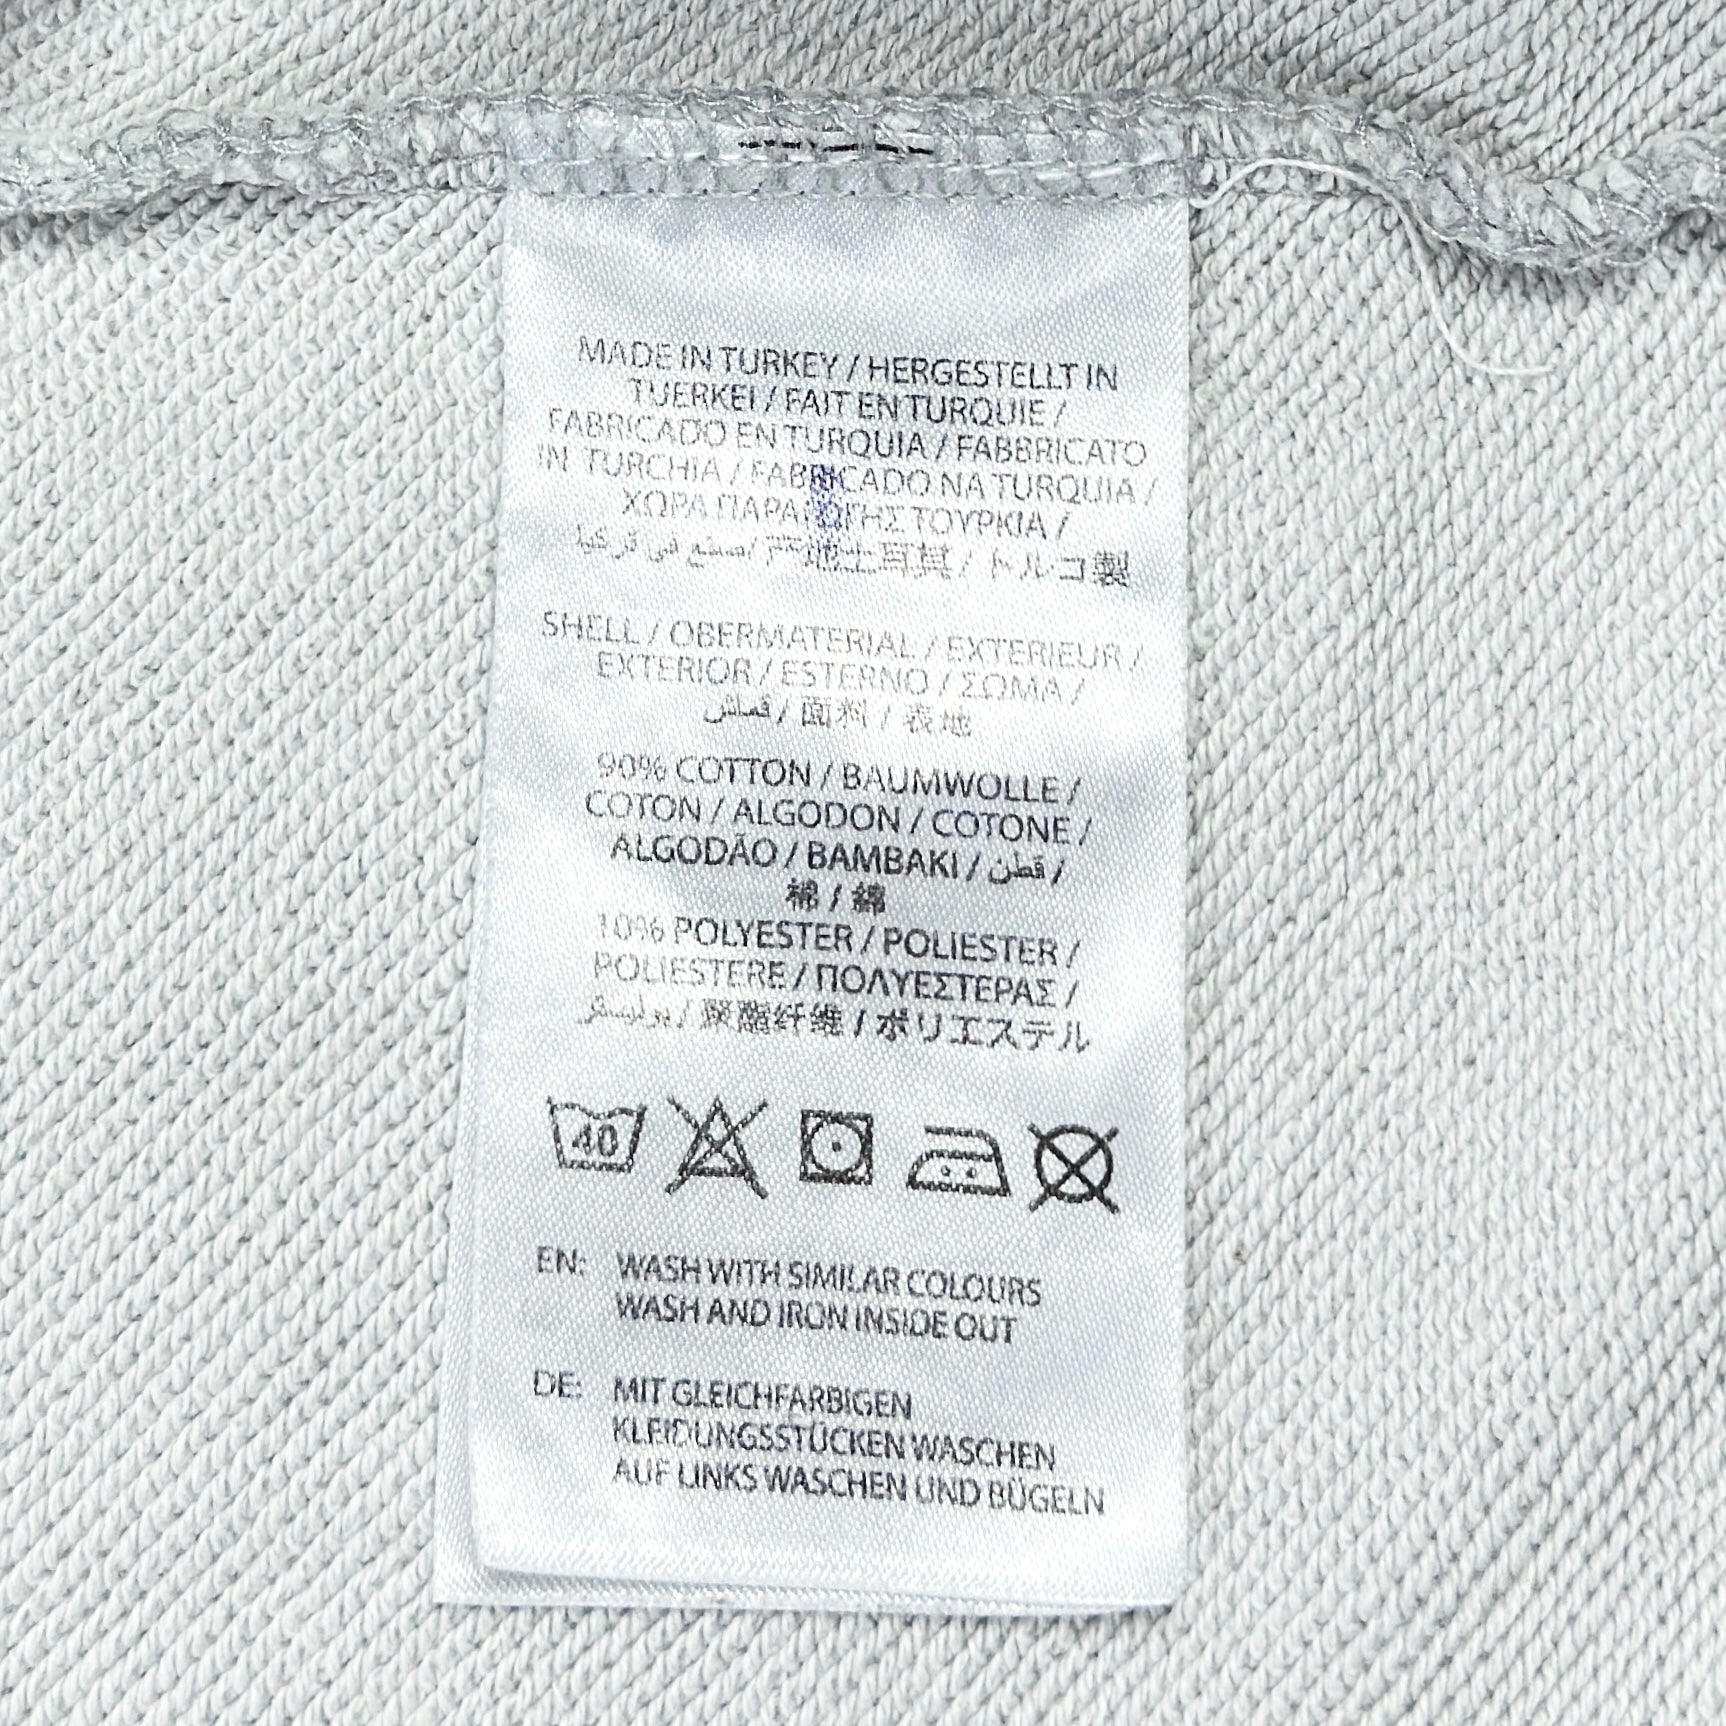 MADE IN TURKEY / HERGESTELLT IN
TUERKEI / FAIT EN TURQUIE /
FABRICADO EN TURQUIA / FABBRICATO
IN TURCHIA / FABRICADO NA TURQUIA /
ΧΩΡΑ ΠΑΡΑΓΩΓΗΣ ΤΟΥΡΚΙΑ /
صنع في تركيا / 产地土耳其 / トルコ製
SHELL / OBERMATERIAL / EXTERIEUR /
EXTERIOR / ESTERNO / ΣΩΜΑ /
قماش / 面料 / 表地
90% COTTON / BAUMWOLLE /
COTON / ALGODON / COTONE /
ALGODÃO / BAMBAKI / قطن /
棉 / 綿
10% POLYESTER / POLIESTER /
POLIESTERE / ΠΟΛΥΕΣΤΕΡΑΣ /
聚酯纤维 / ポリエステル
40
EN: WASH WITH SIMILAR COLOURS
WASH AND IRON INSIDE OUT
DE: MIT GLEICHFARBIGEN
KLEIDUNGSSTÜCKEN WASCHEN
AUF LINKS WASCHEN UND BÜGELN